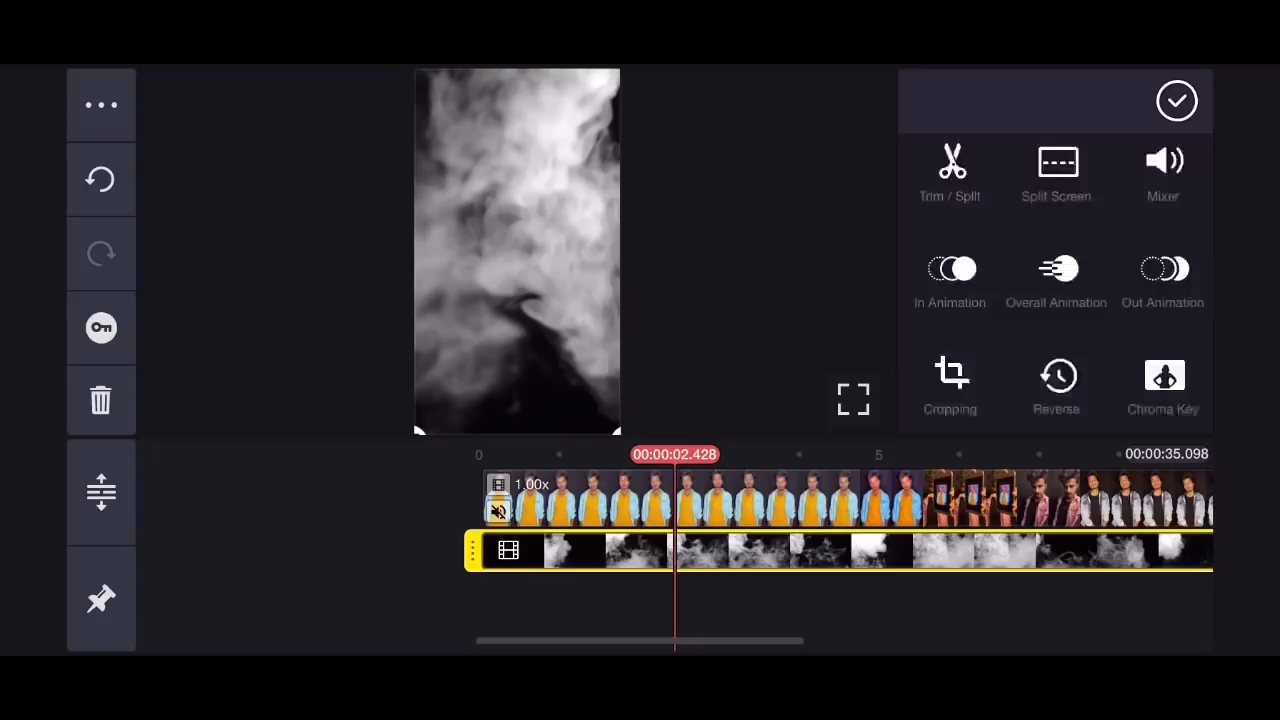 Trim / Split Split Screen Mixer
In Animation Overall Animation Out Animation
Cropping Reverse Chroma Key
0 00:00:02.428 5 00:00:35.098
1.00x